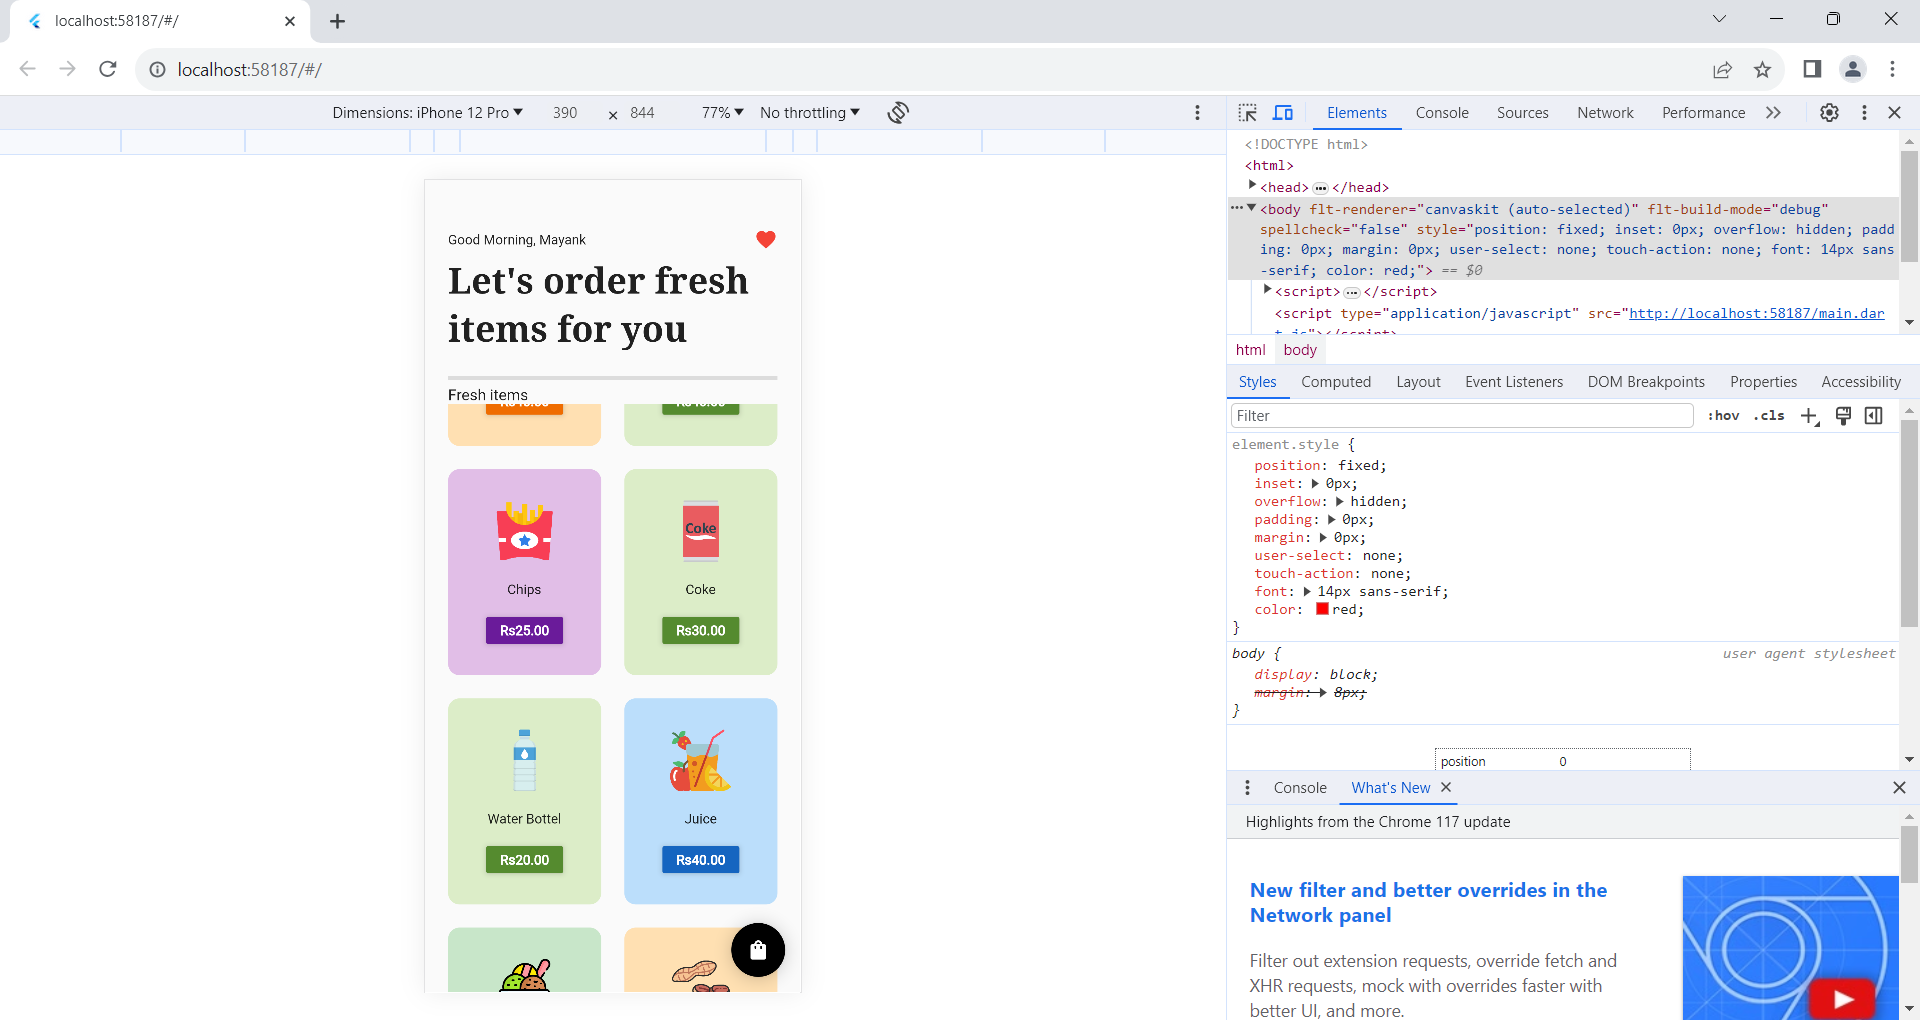 localhost:58187/#/
localhost:58187/#/
Dimensions: iPhone 12 Pro 390 × 844 77% No throttling
Elements Console Sources Network Performance
Good Morning, Mayank
Let's order fresh
items for you
Fresh items
Coke
Chips
Coke
Rs25.00
Rs30.00
Water Bottel
Juice
Rs20.00
Rs40.00
<!DOCTYPE html>
<html>
<head> ••• </head>
••• <body flt-renderer="canvaskit (auto-selected)" flt-build-mode="debug"
spellcheck="false" style="position: fixed; inset: 0px; overflow: hidden; padd
ing: 0px; margin: 0px; user-select: none; touch-action: none; font: 14px sans
-serif; color: red;"> == $0
<script> ••• </script>
<script type="application/javascript" src="http://localhost:58187/main.dar
t.js"></script>
html body
Styles Computed Layout Event Listeners DOM Breakpoints Properties Accessibility
Filter :hov .cls
element.style {
position: fixed;
inset: 0px;
overflow: hidden;
padding: 0px;
margin: 0px;
user-select: none;
touch-action: none;
font: 14px sans-serif;
color: red;
}
body { user agent stylesheet
display: block;
margin: 8px;
}
position 0
Console What's New
Highlights from the Chrome 117 update
New filter and better overrides in the
Network panel
Filter out extension requests, override fetch and
XHR requests, mock with overrides faster with
better UI, and more.